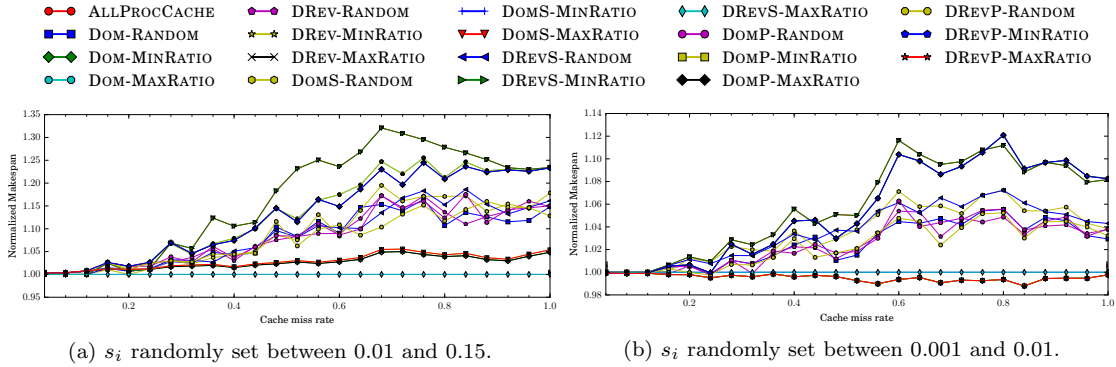 ALLPROCCACHE DREV-RANDOM DOMS-MINRATIO DREVS-MAXRATIO DREVP-RANDOM
DOM-RANDOM DREV-MINRATIO DOMS-MAXRATIO DOMP-RANDOM DREVP-MINRATIO
DOM-MINRATIO DREV-MAXRATIO DREVS-RANDOM DOMP-MINRATIO DREVP-MAXRATIO
DOM-MAXRATIO DOMS-RANDOM DREVS-MINRATIO DOMP-MAXRATIO
Normalized Makespan
1.35
1.30
1.25
1.20
1.15
1.10
1.05
1.00
0.95
0.2 0.4 0.6 0.8 1.0
Cache miss rate
(a) s_i randomly set between 0.01 and 0.15.
Normalized Makespan
1.14
1.12
1.10
1.08
1.06
1.04
1.02
1.00
0.98
0.2 0.4 0.6 0.8 1.0
Cache miss rate
(b) s_i randomly set between 0.001 and 0.01.